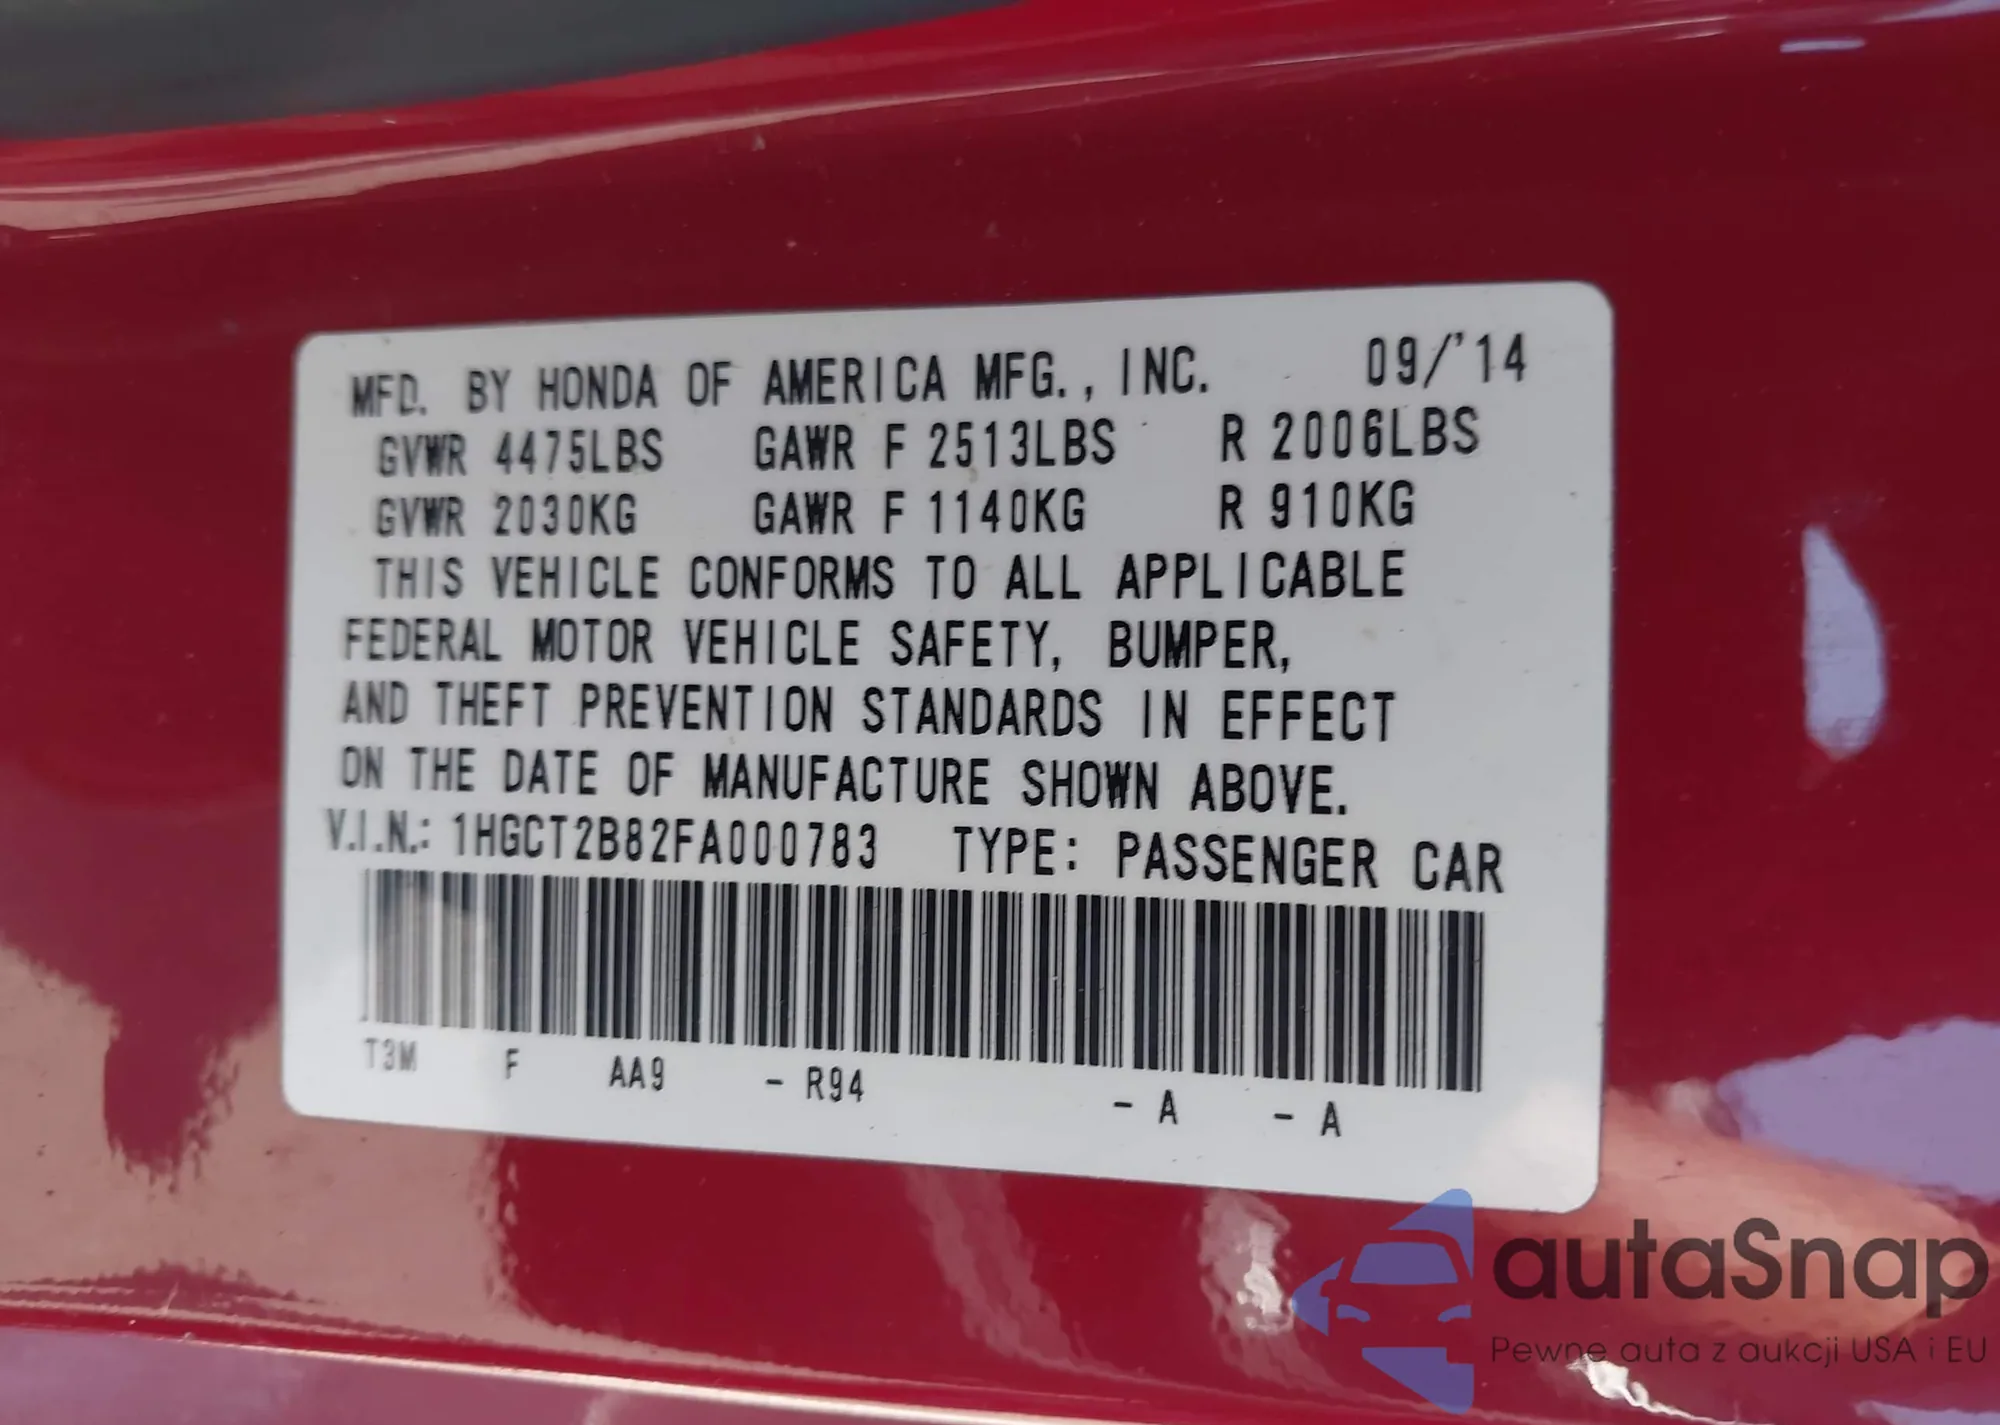 MFD. BY HONDA OF AMERICA MFG., INC. 09/'14
GVWR 4475LBS GAWR F 2513LBS R 2006LBS
GVWR 2030KG GAWR F 1140KG R 910KG
THIS VEHICLE CONFORMS TO ALL APPLICABLE
FEDERAL MOTOR VEHICLE SAFETY, BUMPER,
AND THEFT PREVENTION STANDARDS IN EFFECT
ON THE DATE OF MANUFACTURE SHOWN ABOVE.
V.I.N.: 1HGCT2B82FA000783 TYPE: PASSENGER CAR
T3M F AA9 - R94 - A - A
autaSnap
Pewne auta z aukcji USA i EU